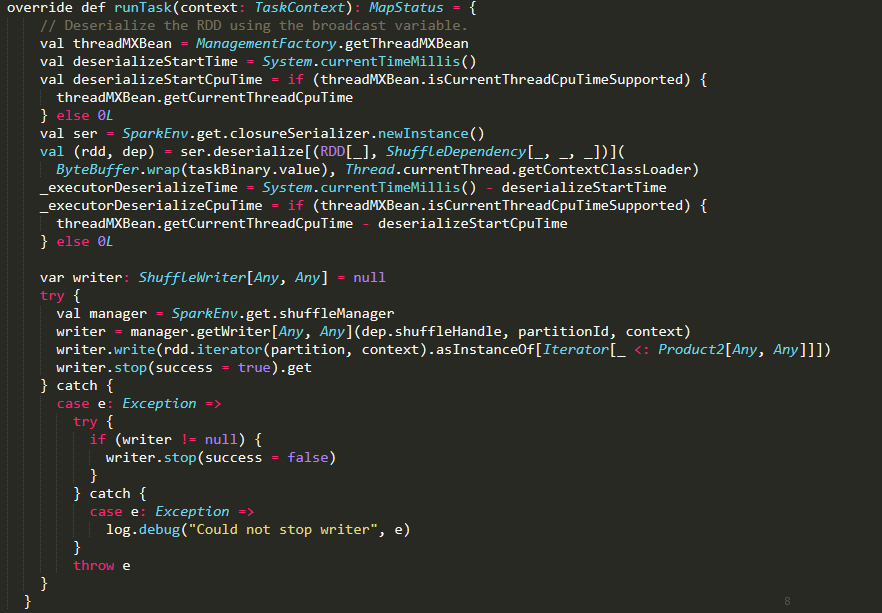 override def runTask(context: TaskContext): MapStatus = {
// Deserialize the RDD using the broadcast variable.
val threadMXBean = ManagementFactory.getThreadMXBean
val deserializeStartTime = System.currentTimeMillis()
val deserializeStartCpuTime = if (threadMXBean.isCurrentThreadCpuTimeSupported) {
threadMXBean.getCurrentThreadCpuTime
} else 0L
val ser = SparkEnv.get.closureSerializer.newInstance()
val (rdd, dep) = ser.deserialize[(RDD[_], ShuffleDependency[_, _, _])](
ByteBuffer.wrap(taskBinary.value), Thread.currentThread.getContextClassLoader)
_executorDeserializeTime = System.currentTimeMillis() - deserializeStartTime
_executorDeserializeCpuTime = if (threadMXBean.isCurrentThreadCpuTimeSupported) {
threadMXBean.getCurrentThreadCpuTime - deserializeStartCpuTime
} else 0L
var writer: ShuffleWriter[Any, Any] = null
try {
val manager = SparkEnv.get.shuffleManager
writer = manager.getWriter[Any, Any](dep.shuffleHandle, partitionId, context)
writer.write(rdd.iterator(partition, context).asInstanceOf[Iterator[_ <: Product2[Any, Any]]])
writer.stop(success = true).get
} catch {
case e: Exception =>
try {
if (writer != null) {
writer.stop(success = false)
}
} catch {
case e: Exception =>
log.debug("Could not stop writer", e)
}
throw e
}
}
8